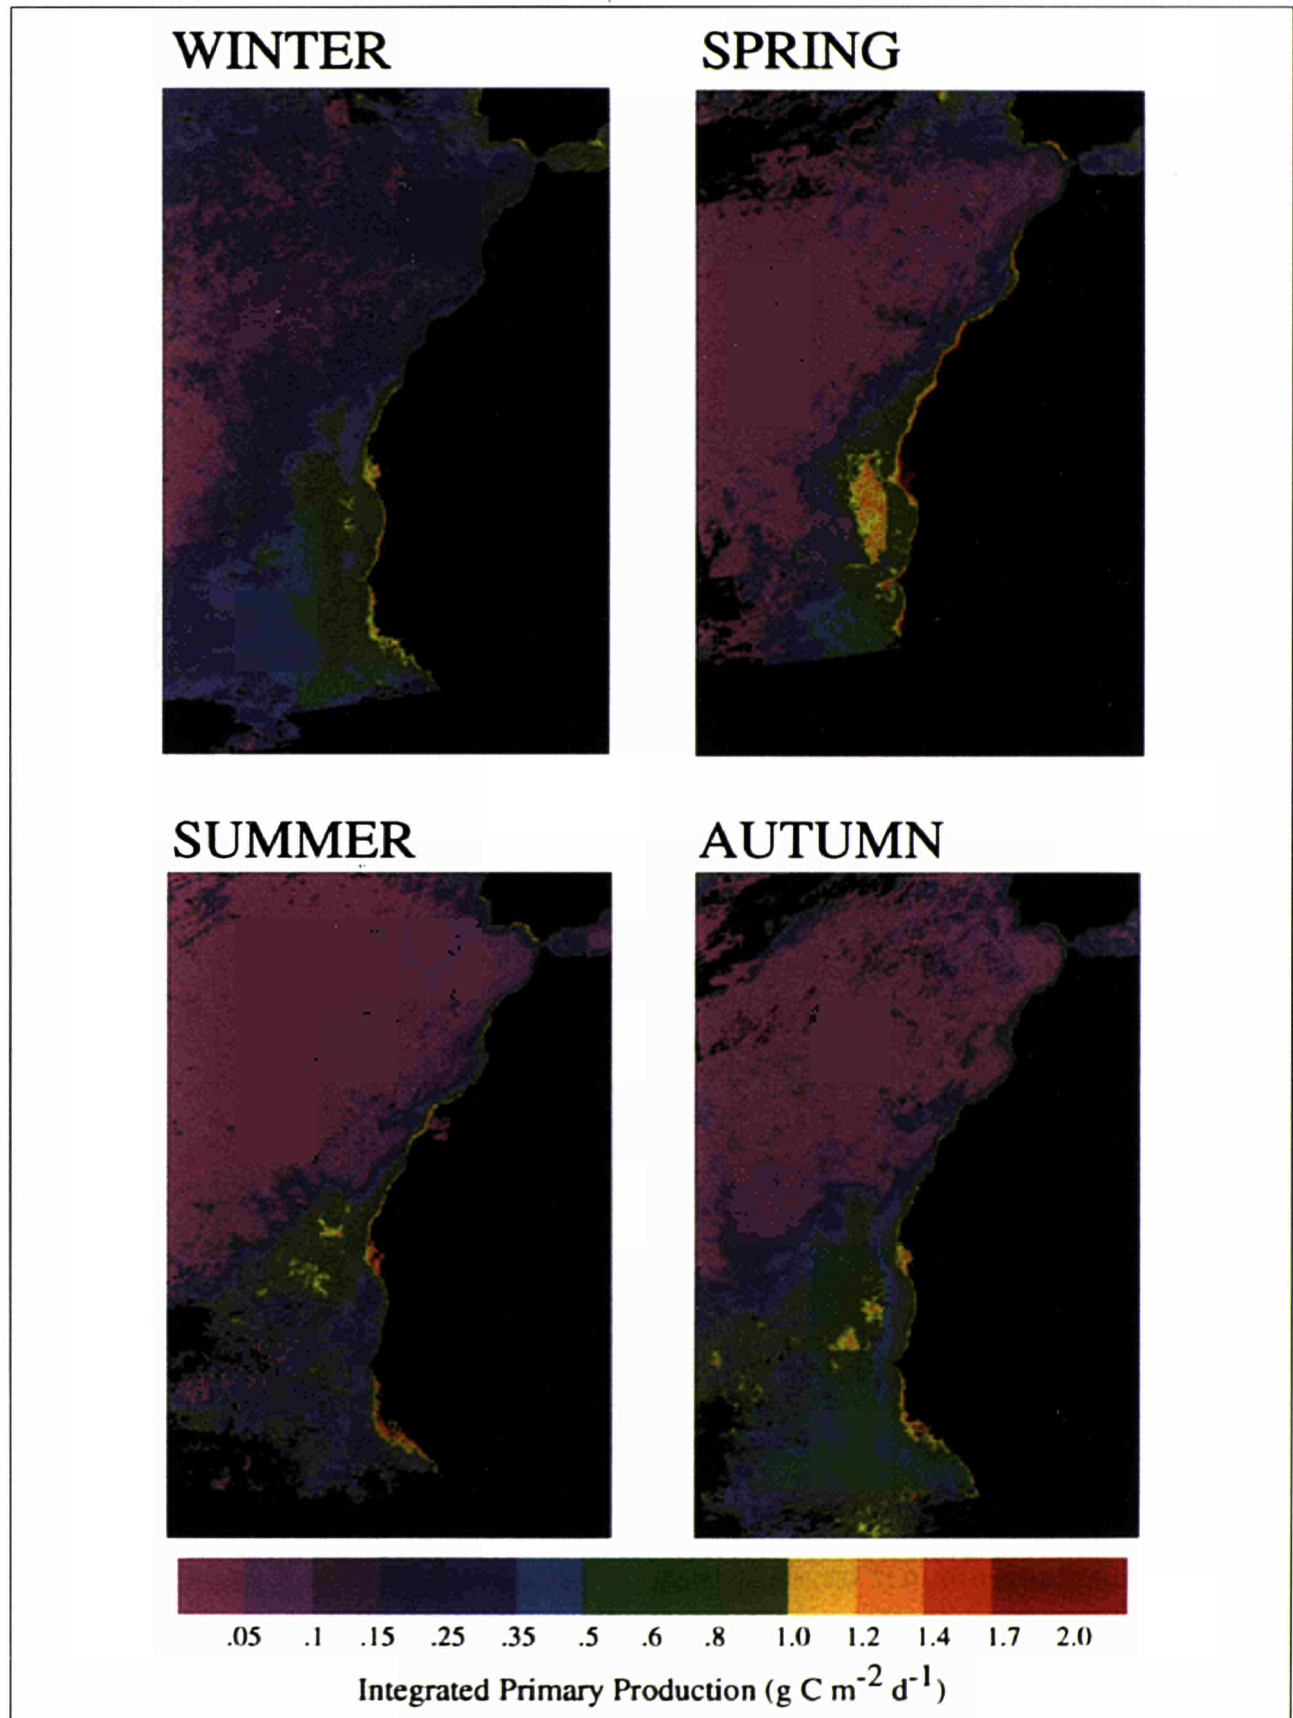 WINTER SPRING
SUMMER AUTUMN
.05 .1 .15 .25 .35 .5 .6 .8 1.0 1.2 1.4 1.7 2.0
Integrated Primary Production (g C m-2 d-1)